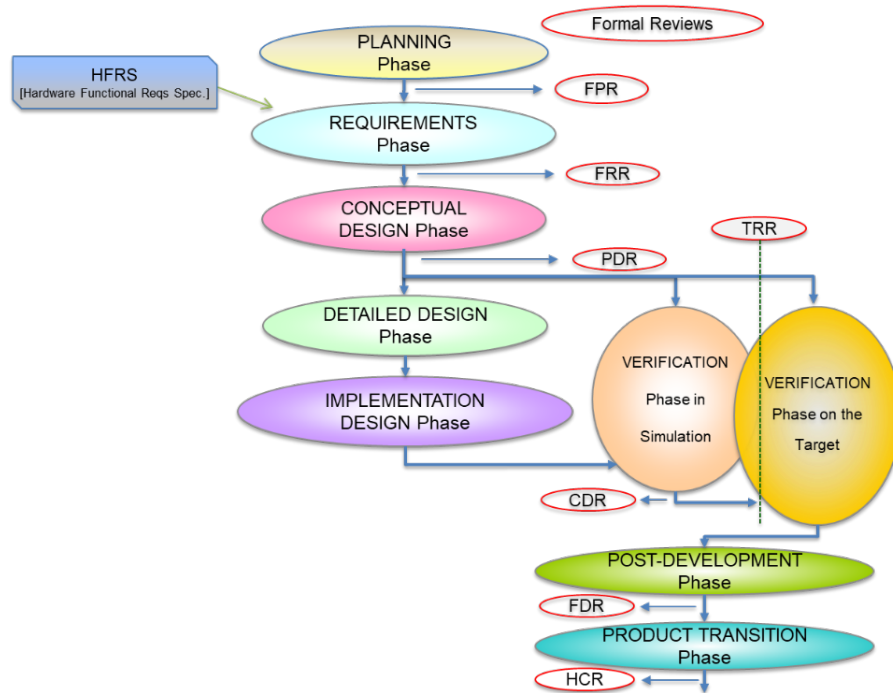 PLANNING
Phase
Formal Reviews
HFRS
[Hardware Functional Reqs Spec.]
FPR
REQUIREMENTS
Phase
FRR
CONCEPTUAL
DESIGN Phase
TRR
PDR
DETAILED DESIGN
Phase
VERIFICATION
Phase in
Simulation
VERIFICATION
Phase on the
Target
IMPLEMENTATION
DESIGN Phase
CDR
POST-DEVELOPMENT
Phase
FDR
PRODUCT TRANSITION
Phase
HCR